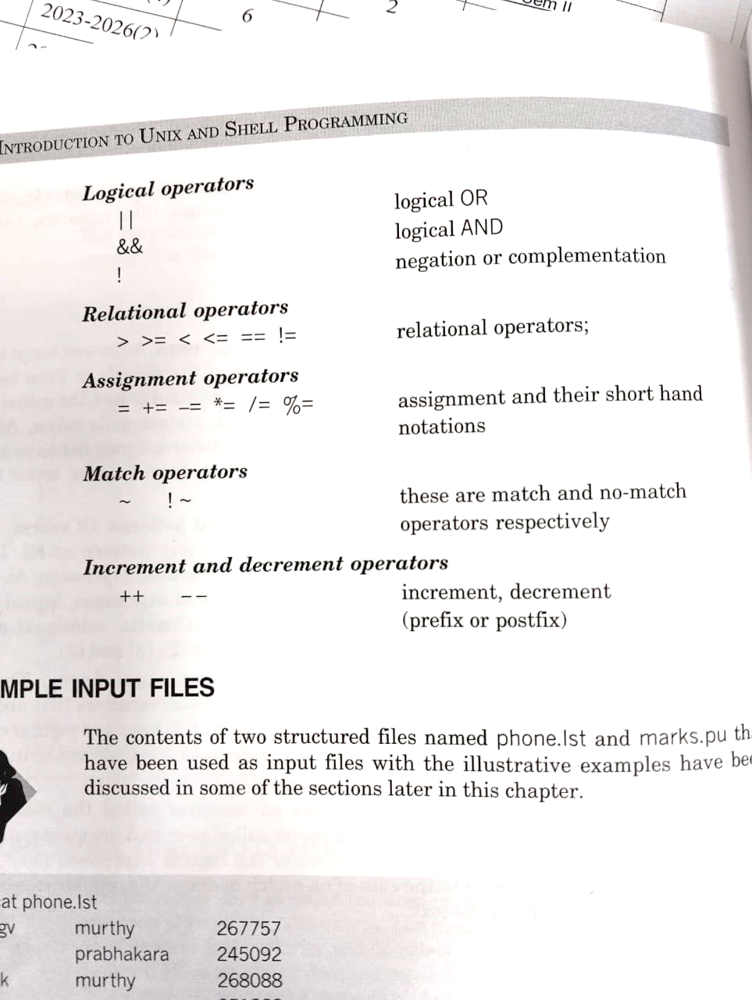 2023-2026(2)
6
2
INTRODUCTION TO UNIX AND SHELL PROGRAMMING
Logical operators
|| logical OR
&& logical AND
! negation or complementation
Relational operators
> >= < <= == != relational operators;
Assignment operators
= += –= *= /= %= assignment and their short hand
notations
Match operators
~ !~ these are match and no-match
operators respectively
Increment and decrement operators
++ –– increment, decrement
(prefix or postfix)
MPLE INPUT FILES
The contents of two structured files named phone.lst and marks.pu th
have been used as input files with the illustrative examples have bee
discussed in some of the sections later in this chapter.
cat phone.lst
gv murthy 267757
prabhakara 245092
k murthy 268088